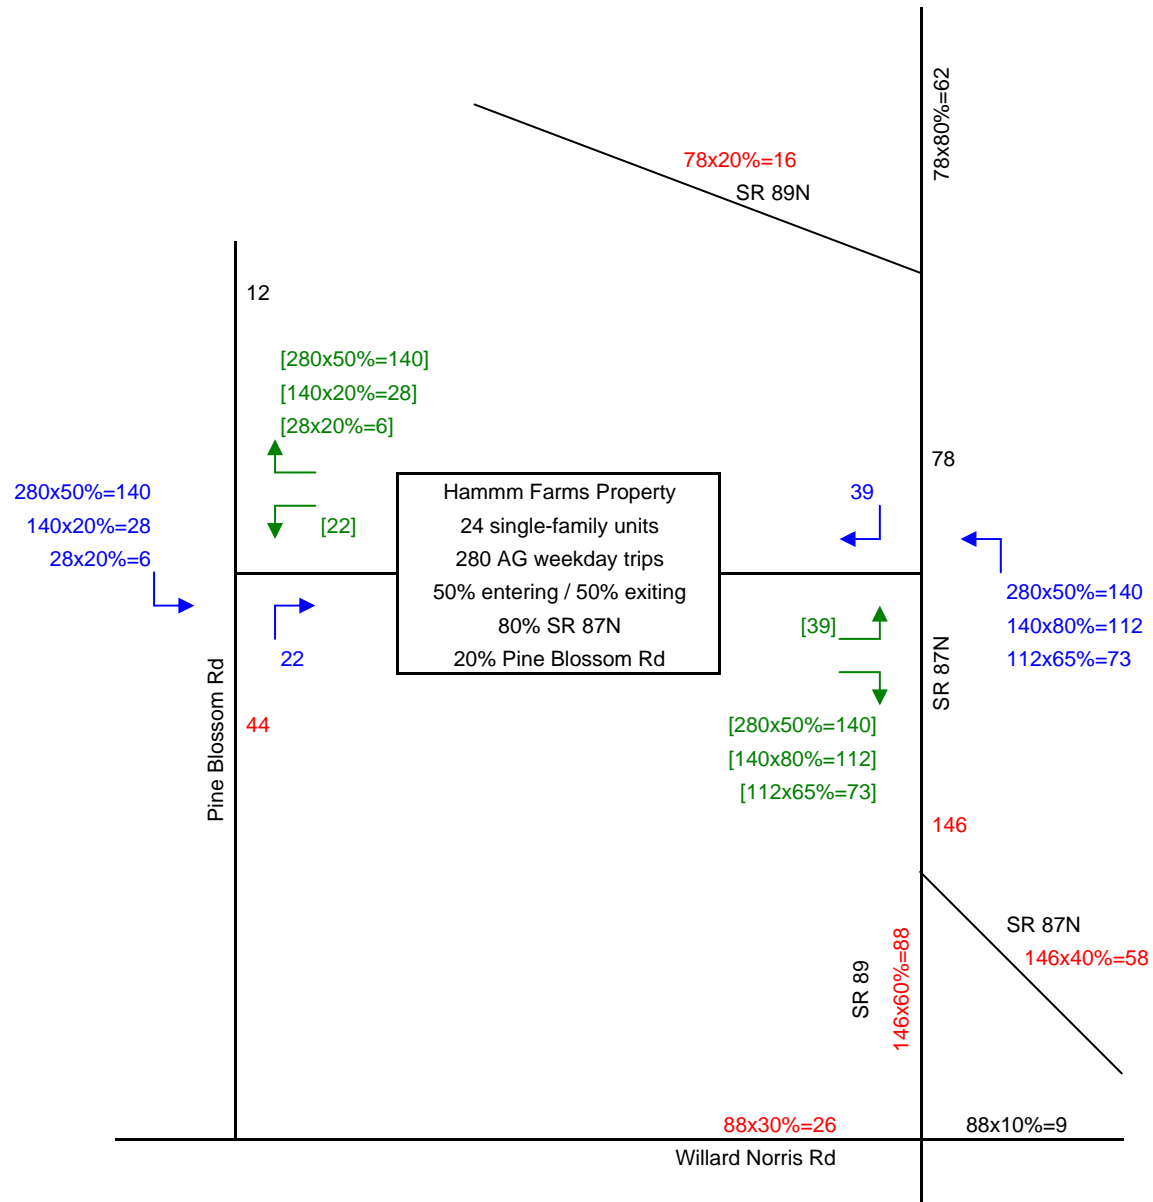 78x80%=62
78x20%=16
SR 89N
12
[280x50%=140]
[140x20%=28]
[28x20%=6]
78
280x50%=140
140x20%=28
28x20%=6
[22]
Hammm Farms Property
24 single-family units
280 AG weekday trips
50% entering / 50% exiting
80% SR 87N
20% Pine Blossom Rd
39
280x50%=140
140x80%=112
112x65%=73
22
[39]
SR 87N
Pine Blossom Rd
44
[280x50%=140]
[140x80%=112]
[112x65%=73]
146
SR 89
146x60%=88
SR 87N
146x40%=58
88x30%=26
88x10%=9
Willard Norris Rd